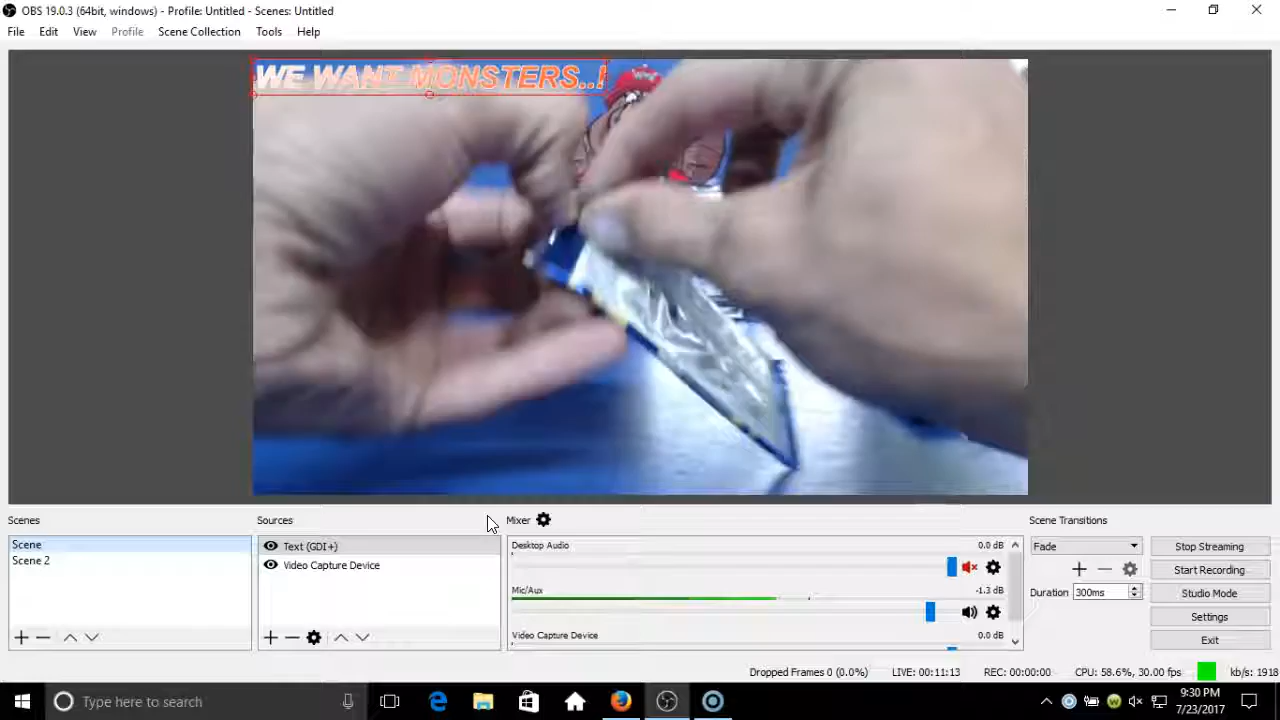 OBS 19.0.3 (64bit, windows) - Profile: Untitled - Scenes: Untitled
File Edit View Profile Scene Collection Tools Help
WE WANT MONSTERS..!
Scenes
Scene
Scene 2
Sources
Text (GDI+)
Video Capture Device
Mixer
Desktop Audio 0.0 dB
Mic/Aux -1.3 dB
Video Capture Device 0.0 dB
Scene Transitions
Fade
Duration 300ms
Stop Streaming
Start Recording
Studio Mode
Settings
Exit
Dropped Frames 0 (0.0%) LIVE: 00:11:13 REC: 00:00:00 CPU: 58.6%, 30.00 fps kb/s: 1918
Type here to search
9:30 PM
7/23/2017